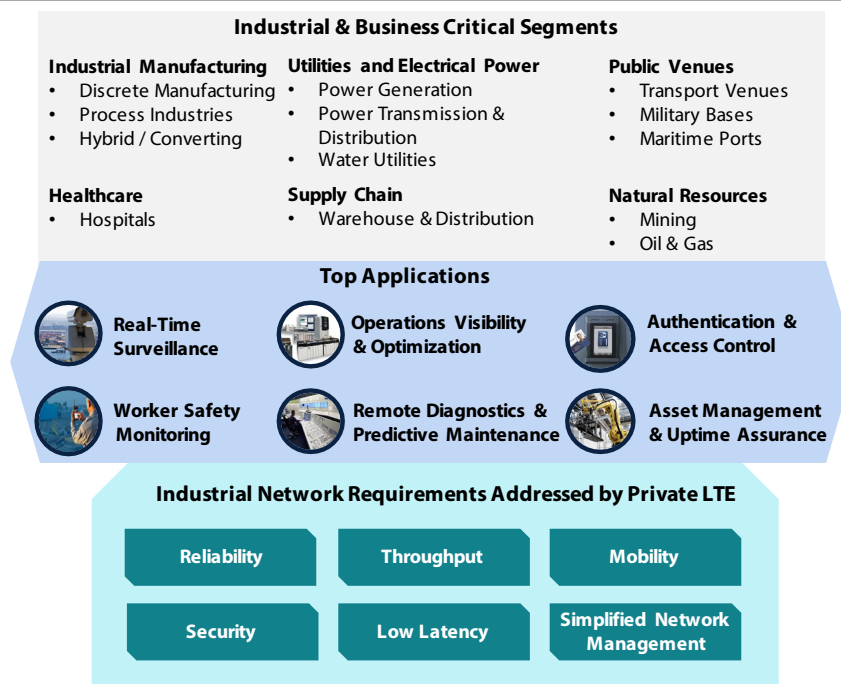 Industrial & Business Critical Segments
Industrial Manufacturing
• Discrete Manufacturing
• Process Industries
• Hybrid / Converting
Utilities and Electrical Power
• Power Generation
• Power Transmission &
Distribution
• Water Utilities
Public Venues
• Transport Venues
• Military Bases
• Maritime Ports
Healthcare
• Hospitals
Supply Chain
• Warehouse & Distribution
Natural Resources
• Mining
• Oil & Gas
Top Applications
Real-Time
Surveillance
Operations Visibility
& Optimization
Authentication &
Access Control
Worker Safety
Monitoring
Remote Diagnostics &
Predictive Maintenance
Asset Management
& Uptime Assurance
Industrial Network Requirements Addressed by Private LTE
Reliability
Throughput
Mobility
Security
Low Latency
Simplified Network
Management